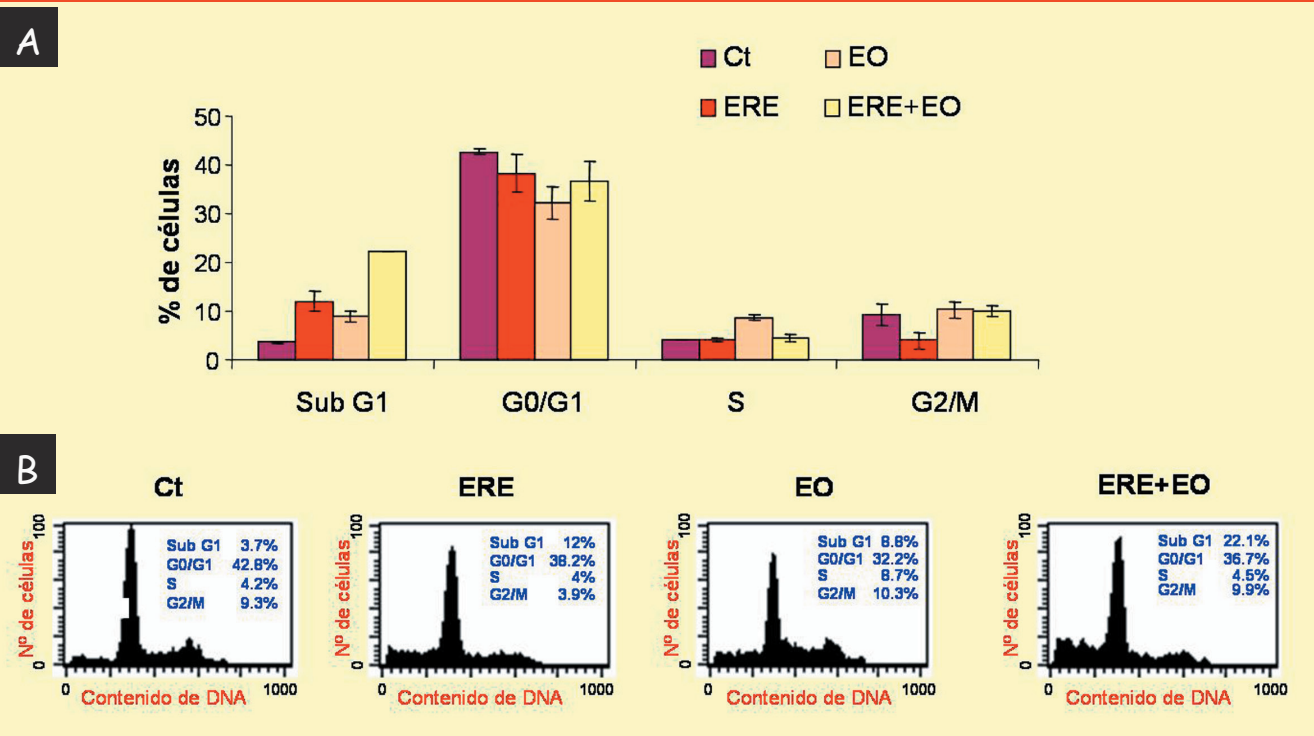 A
Ct EO
ERE ERE+EO
% de células
50
40
30
20
10
0
Sub G1 G0/G1 S G2/M
B
Ct
Nº de células
100
0
Sub G1 3.7%
G0/G1 42.8%
S 4.2%
G2/M 9.3%
0 1000
Contenido de DNA
ERE
Nº de células
100
0
Sub G1 12%
G0/G1 38.2%
S 4%
G2/M 3.9%
0 1000
Contenido de DNA
EO
Nº de células
100
0
Sub G1 8.8%
G0/G1 32.2%
S 8.7%
G2/M 10.3%
0 1000
Contenido de DNA
ERE+EO
Nº de células
100
0
Sub G1 22.1%
G0/G1 36.7%
S 4.5%
G2/M 9.9%
0 1000
Contenido de DNA